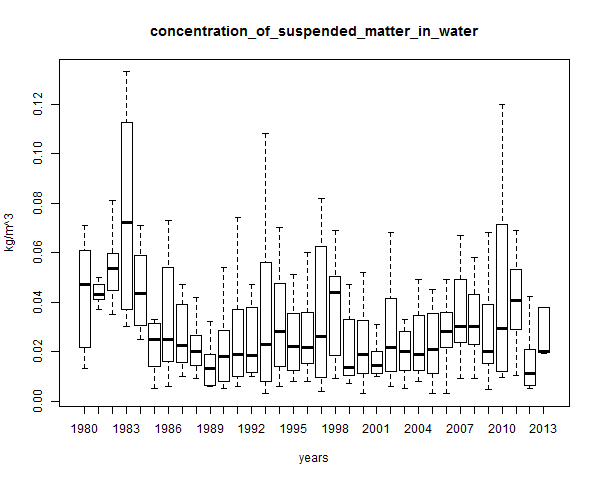 concentration_of_suspended_matter_in_water
kg/m^3
0.12
0.10
0.08
0.06
0.04
0.02
0.00
1980 1983 1986 1989 1992 1995 1998 2001 2004 2007 2010 2013
years